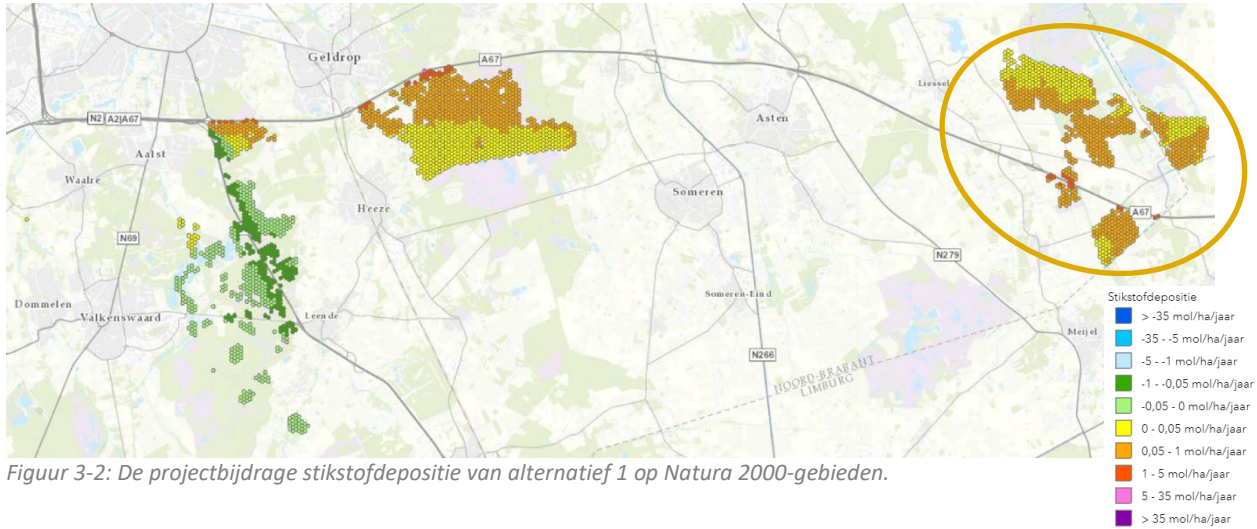 Geldrop
A67
Liessel
N2 A2|A67
Aalst
Asten
Waalre
Someren
Heeze
A67
N69
N279
Someren-Eind
Dommelen
Valkenswaard
Leende
Meijel
N266
NOORD-BRABANT
LIMBURG
Stikstofdepositie
> -35 mol/ha/jaar
-35 - -5 mol/ha/jaar
-5 - -1 mol/ha/jaar
-1 - -0,05 mol/ha/jaar
-0,05 - 0 mol/ha/jaar
0 - 0,05 mol/ha/jaar
0,05 - 1 mol/ha/jaar
1 - 5 mol/ha/jaar
5 - 35 mol/ha/jaar
> 35 mol/ha/jaar
Figuur 3-2: De projectbijdrage stikstofdepositie van alternatief 1 op Natura 2000-gebieden.